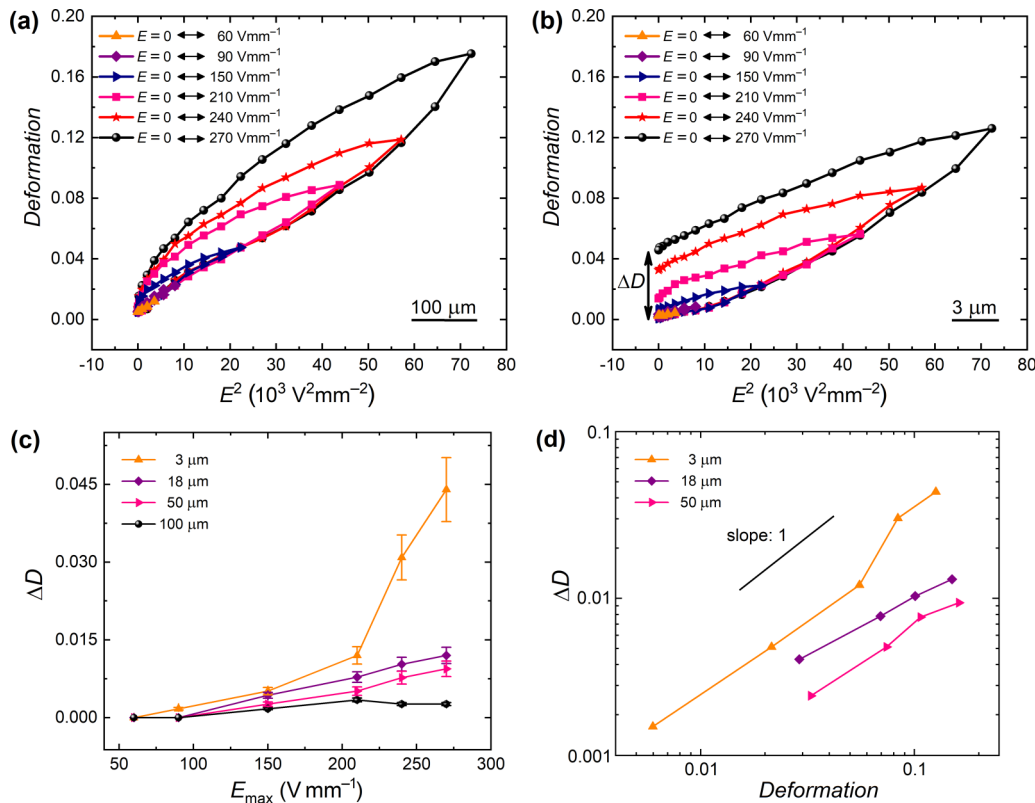 (a)
0.20
0.16
0.12
0.08
0.04
0.00
Deformation
E = 0 ↔ 60 Vmm⁻¹
E = 0 ↔ 90 Vmm⁻¹
E = 0 ↔ 150 Vmm⁻¹
E = 0 ↔ 210 Vmm⁻¹
E = 0 ↔ 240 Vmm⁻¹
E = 0 ↔ 270 Vmm⁻¹
100 μm
-10 0 10 20 30 40 50 60 70 80
E² (10³ V²mm⁻²)
(b)
0.20
0.16
0.12
0.08
0.04
0.00
Deformation
E = 0 ↔ 60 Vmm⁻¹
E = 0 ↔ 90 Vmm⁻¹
E = 0 ↔ 150 Vmm⁻¹
E = 0 ↔ 210 Vmm⁻¹
E = 0 ↔ 240 Vmm⁻¹
E = 0 ↔ 270 Vmm⁻¹
ΔD
3 μm
-10 0 10 20 30 40 50 60 70 80
E² (10³ V²mm⁻²)
(c)
0.045
0.030
0.015
0.000
ΔD
3 μm
18 μm
50 μm
100 μm
50 100 150 200 250 300
Emax (V mm⁻¹)
(d)
0.1
0.01
0.001
ΔD
3 μm
18 μm
50 μm
slope: 1
0.01 0.1
Deformation